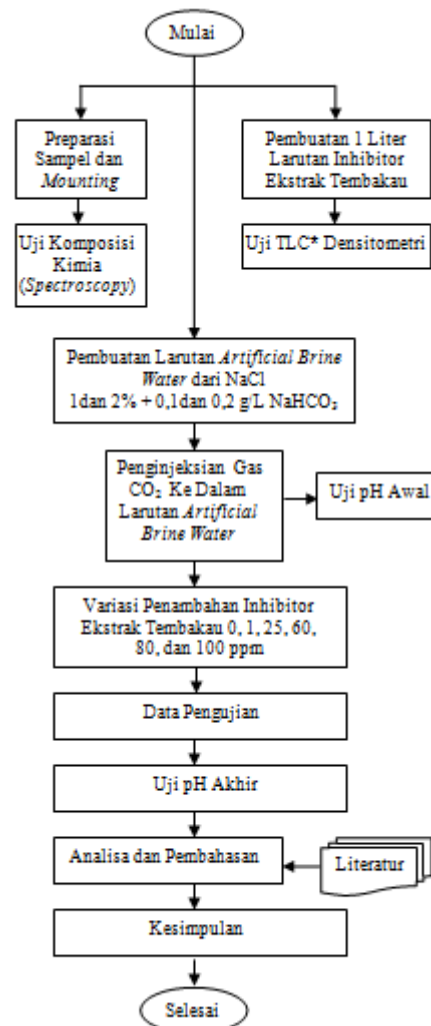 Mulai
Preparasi
Sampel dan
Mounting
Pembuatan 1 Liter
Larutan Inhibitor
Ekstrak Tembakau
Uji Komposisi
Kimia
(Spectroscopy)
Uji TLC* Densitometri
Pembuatan Larutan Artificial Brine
Water dari NaCl
1dan 2% + 0,1dan 0,2 g/L NaHCO₃
Penginjeksian Gas
CO₂ Ke Dalam
Larutan Artificial
Brine Water
Uji pH Awal
Variasi Penambahan Inhibitor
Ekstrak Tembakau 0, 1, 25, 60,
80, dan 100 ppm
Data Pengujian
Uji pH Akhir
Analisa dan Pembahasan
Literatur
Kesimpulan
Selesai